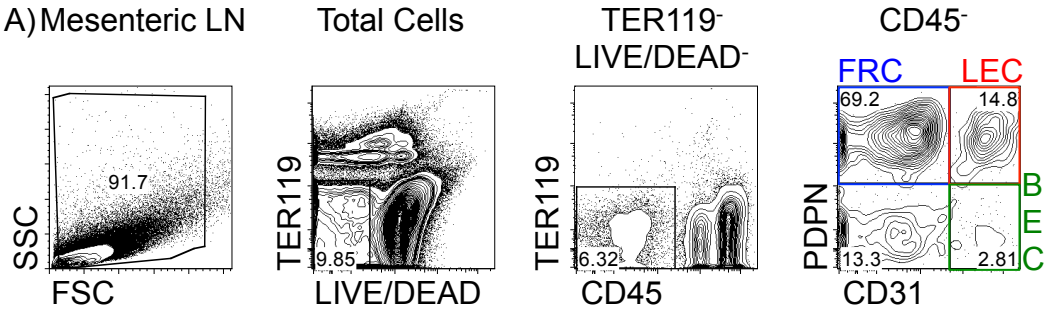 A) Mesenteric LN
Total Cells
TER119-
LIVE/DEAD-
CD45-
FRC
LEC
91.7
SSC
FSC
9.85
TER119
LIVE/DEAD
6.32
TER119
CD45
69.2
14.8
13.3
2.81
PDPN
CD31
B
E
C